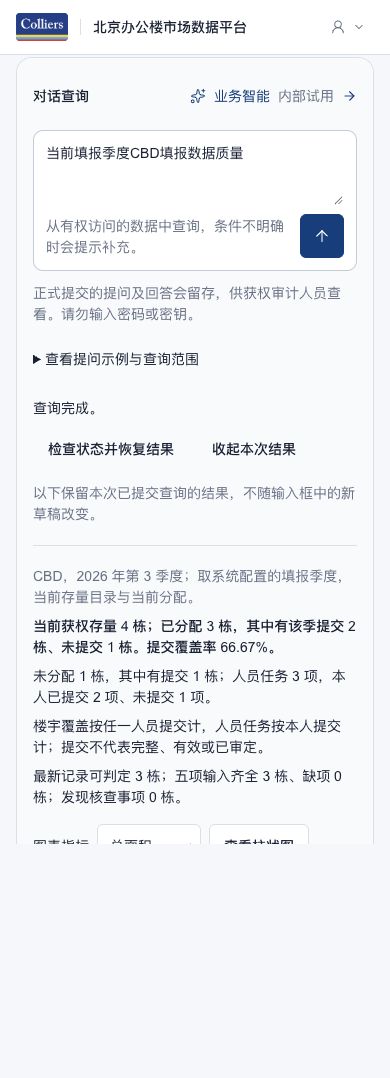 Colliers
北京办公楼市场数据平台
对话查询
业务智能 内部试用
当前填报季度CBD填报数据质量
从有权访问的数据中查询，条件不明确
时会提示补充。
正式提交的提问及回答会留存，供获权审计人员查
看。请勿输入密码或密钥。
查看提问示例与查询范围
查询完成。
检查状态并恢复结果 收起本次结果
以下保留本次已提交查询的结果，不随输入框中的新
草稿改变。
CBD，2026 年第 3 季度；取系统配置的填报季度，
当前存量目录与当前分配。
当前获权存量 4 栋；已分配 3 栋，其中有该季提交 2
栋、未提交 1 栋。提交覆盖率 66.67%。
未分配 1 栋，其中有提交 1 栋；人员任务 3 项，本
人已提交 2 项、未提交 1 项。
楼宇覆盖按任一人员提交计，人员任务按本人提交
计；提交不代表完整、有效或已审定。
最新记录可判定 3 栋；五项输入齐全 3 栋、缺项 0
栋；发现核查事项 0 栋。
图表指标 总面积 查看柱状图